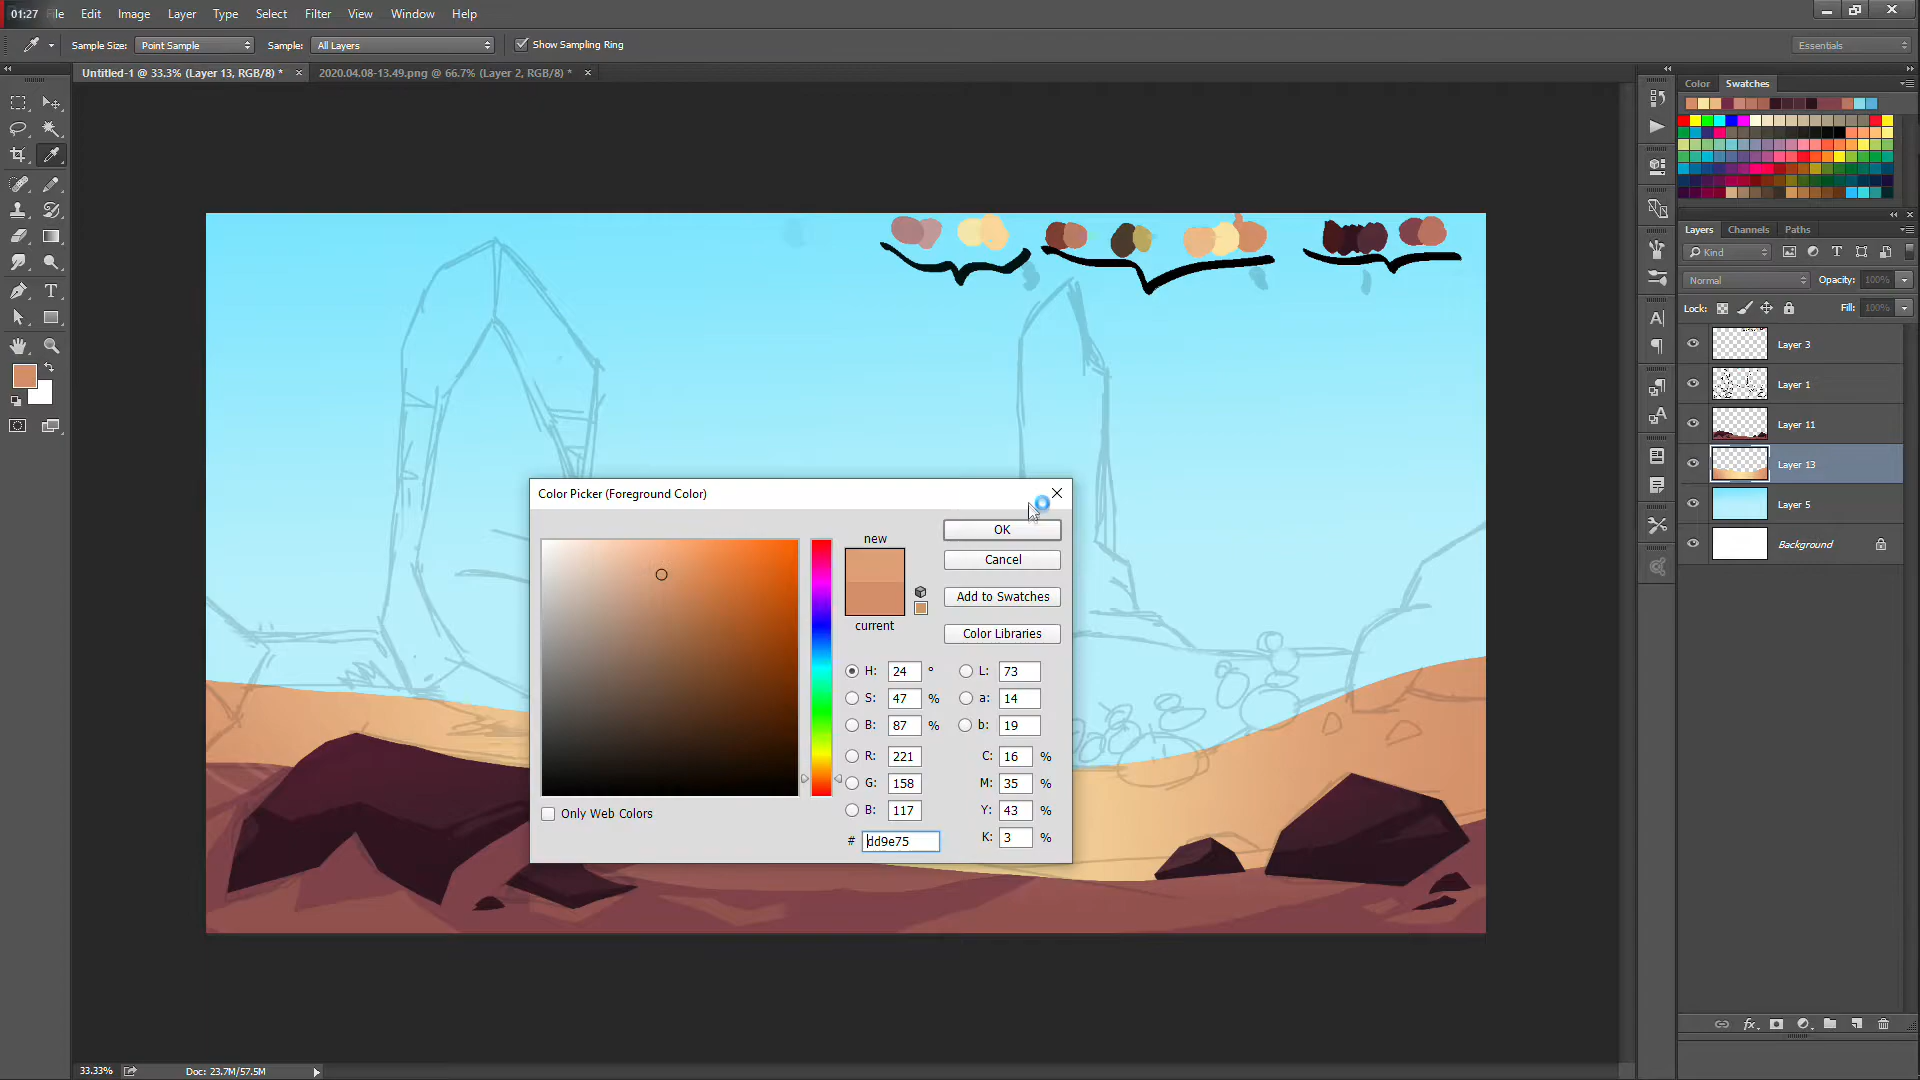 01:27 File Edit Image Layer Type Select Filter View Window Help
Sample Size: Point Sample Sample: All Layers Show Sampling Ring Essentials
Untitled-1 @ 33.3% (Layer 13, RGB/8) * × 2020.04.08-13.49.png @ 66.7% (Layer 2, RGB/8) * ×
Color Swatches
Layers Channels Paths
Kind
Normal Opacity: 100%
Lock: Fill: 100%
Layer 3
Layer 1
Layer 11
Layer 13
Layer 5
Background
Color Picker (Foreground Color)
new
current
OK
Cancel
Add to Swatches
Color Libraries
H: 24 ° L: 73
S: 47 % a: 14
B: 87 % b: 19
R: 221 C: 16 %
G: 158 M: 35 %
B: 117 Y: 43 %
# dd9e75 K: 3 %
Only Web Colors
33.33% Doc: 23.7M/57.5M